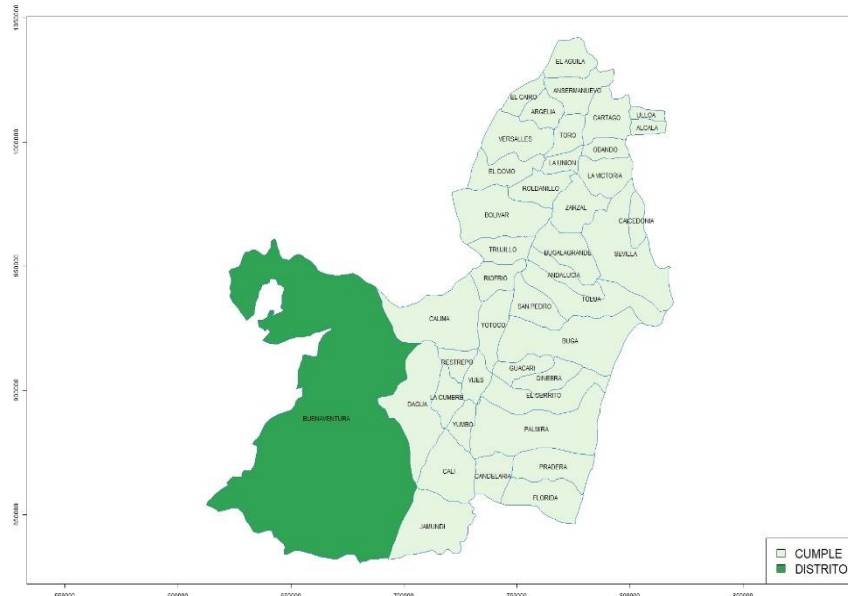 EL AGUILA
ANSERMANUEVO
EL CAIRO
ARGELIA
CARTAGO
ULLOA
ALCALA
VERSALLES
TORO
OBANDO
LA UNION
EL DOVIO
LA VICTORIA
ROLDANILLO
ZARZAL
BOLIVAR
CAICEDONIA
TRUJILLO
BUGALAGRANDE
SEVILLA
ANDALUCIA
RIOFRIO
TULUA
SAN PEDRO
CALIMA
YOTOCO
BUGA
RESTREPO
GUACARI
VIJES
GINEBRA
EL CERRITO
DAGUA
LA CUMBRE
BUENAVENTURA
YUMBO
PALMIRA
CALI
CANDELARIA
PRADERA
FLORIDA
JAMUNDI
CUMPLE
DISTRITO
700000